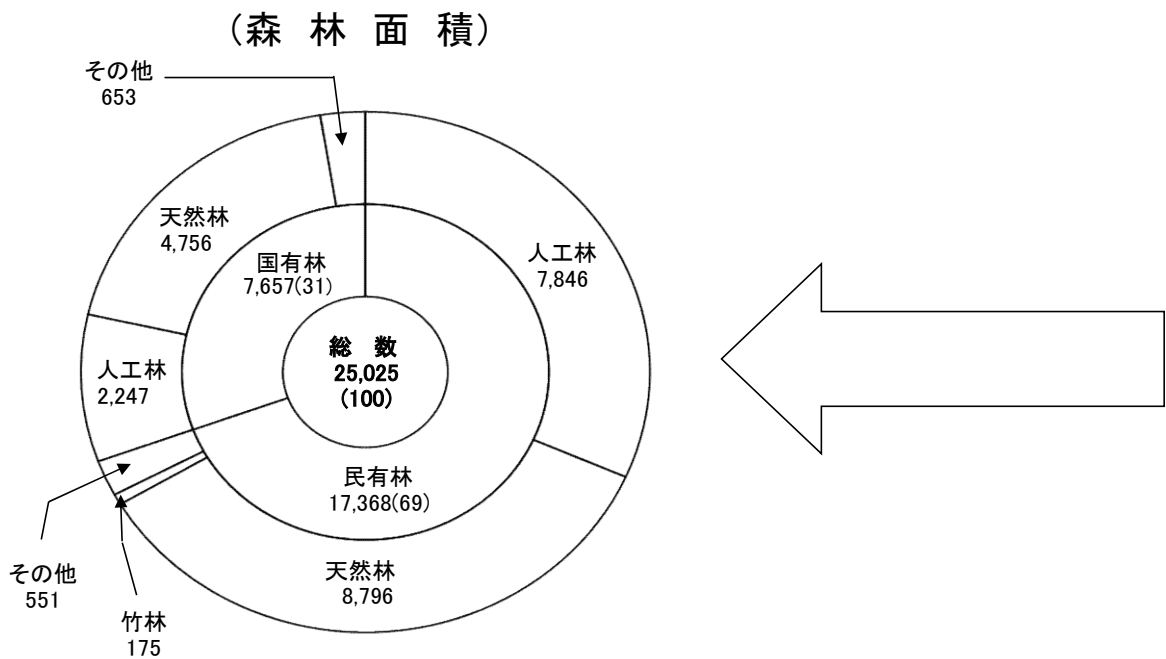 (森 林 面 積)
その他
653
天然林
4,756
国有林
7,657(31)
人工林
7,846
総 数
25,025
(100)
人工林
2,247
民有林
17,368(69)
天然林
8,796
その他
551
竹林
175